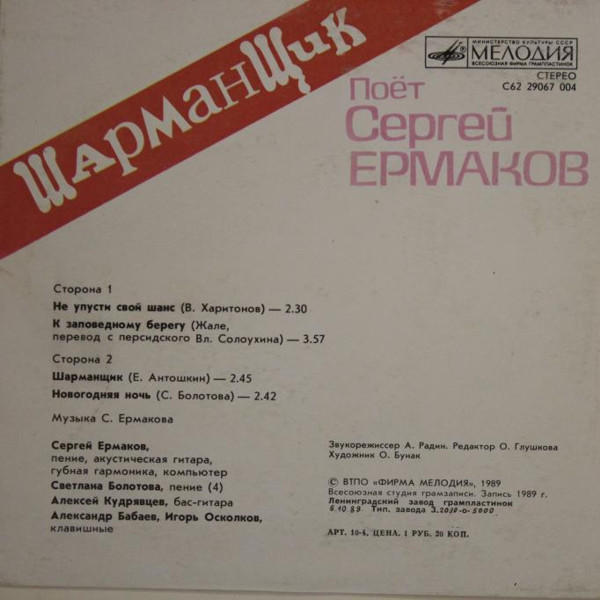 ШАрмаНЩиК
МИНИСТЕРСТВО КУЛЬТУРЫ СССР
МЕЛОДИЯ
ВСЕСОЮЗНАЯ ФИРМА ГРАМПЛАСТИНОК
СТЕРЕО
С62 29067 004
Поёт
Сергей
ЕРМАКОВ
Сторона 1
Не упусти свой шанс (В. Харитонов) — 2.30
К заповедному берегу (Жале,
перевод с персидского Вл. Солоухина) — 3.57
Сторона 2
Шарманщик (Е. Антошкин) — 2.45
Новогодняя ночь (С. Болотова) — 2.42
Музыка С. Ермакова
Сергей Ермаков,
пение, акустическая гитара,
губная гармоника, компьютер
Светлана Болотова, пение (4)
Алексей Кудрявцев, бас-гитара
Александр Бабаев, Игорь Осколков,
клавишные
Звукорежиссер А. Радин. Редактор О. Глушкова
Художник О. Бунак
© ВТПО «ФИРМА МЕЛОДИЯ», 1989
Всесоюзная студия грамзаписи. Запись 1989 г.
Ленинградский завод грампластинок
6.10.89. Тип. завода З.2030-о-5000
АРТ. 10-4. ЦЕНА. 1 РУБ. 20 КОП.